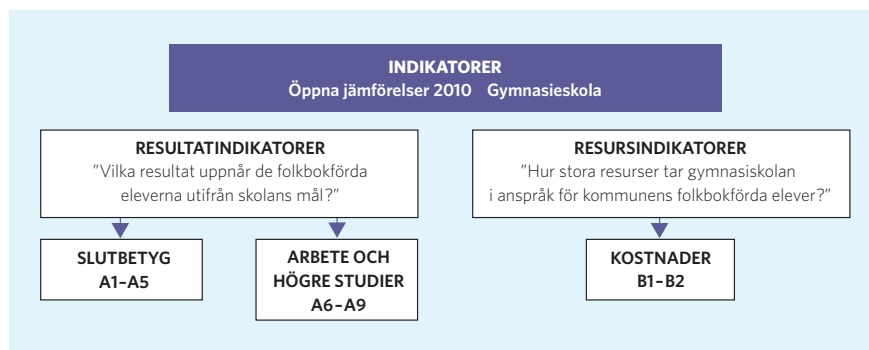 INDIKATORER
Öppna jämförelser 2010 Gymnasieskola
RESULTATINDIKATORER
”Vilka resultat uppnår de folkbokförda
eleverna utifrån skolans mål?”
RESURSINDIKATORER
”Hur stora resurser tar gymnasiskolan
i anspråk för kommunens folkbokförda elever?”
SLUTBETYG
A1–A5
ARBETE OCH
HÖGRE STUDIER
A6–A9
KOSTNADER
B1–B2